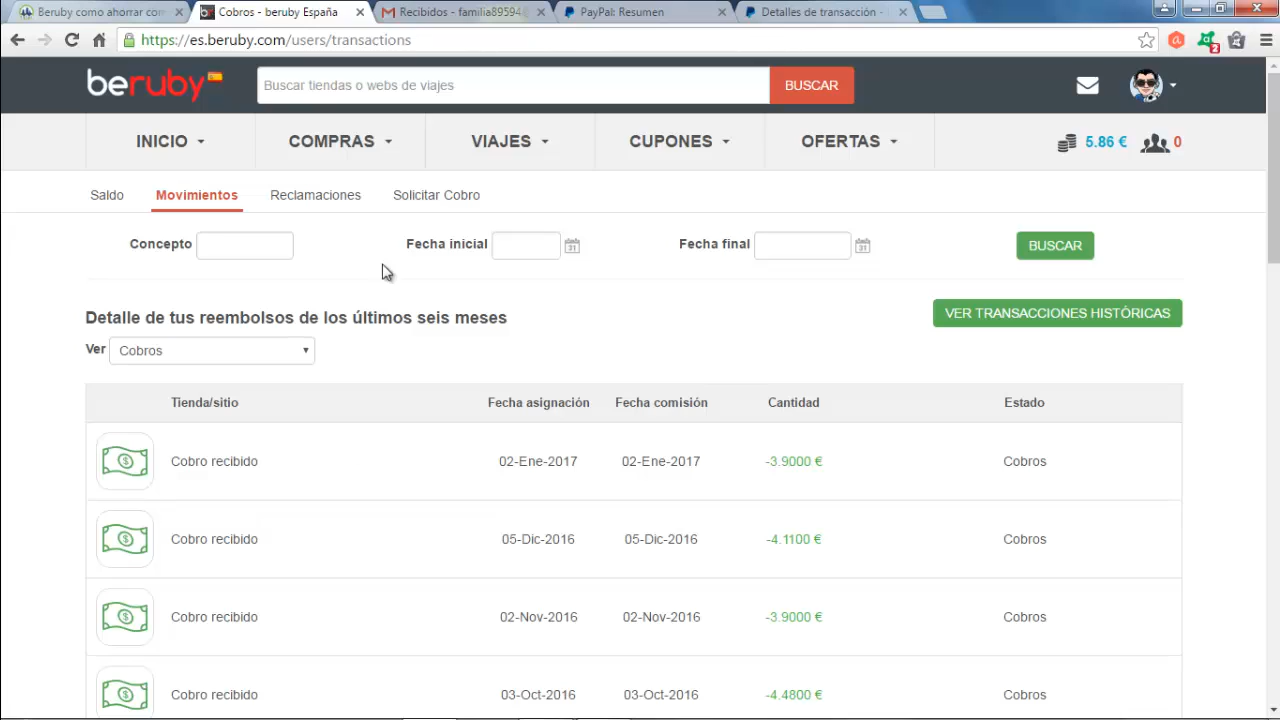 Beruby como ahorrar com
Cobros - beruby España
Recibidos - familia89594
PayPal: Resumen
Detalles de transacción -
https://es.beruby.com/users/transactions
2
beruby
Buscar tiendas o webs de viajes
BUSCAR
INICIO
COMPRAS
VIAJES
CUPONES
OFERTAS
5.86 €
0
Saldo
Movimientos
Reclamaciones
Solicitar Cobro
Concepto
Fecha inicial
31
Fecha final
31
BUSCAR
Detalle de tus reembolsos de los últimos seis meses
VER TRANSACCIONES HISTÓRICAS
Ver Cobros
Tienda/sitio Fecha asignación Fecha comisión Cantidad Estado
Cobro recibido 02-Ene-2017 02-Ene-2017 -3.9000 € Cobros
Cobro recibido 05-Dic-2016 05-Dic-2016 -4.1100 € Cobros
Cobro recibido 02-Nov-2016 02-Nov-2016 -3.9000 € Cobros
Cobro recibido 03-Oct-2016 03-Oct-2016 -4.4800 € Cobros